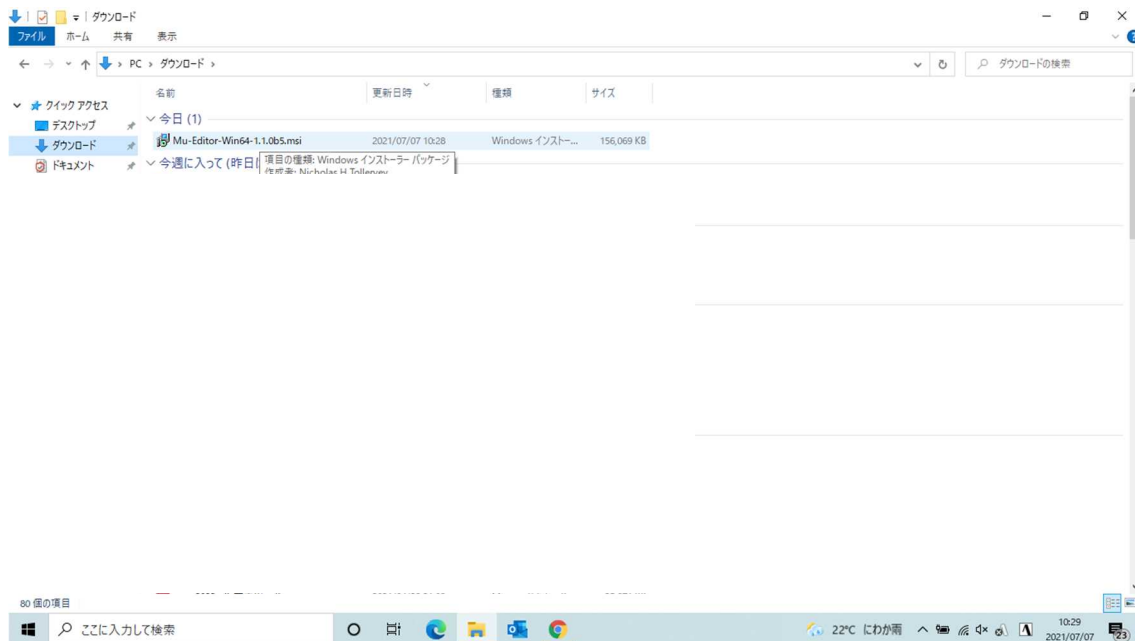 ダウンロード
ファイル ホーム 共有 表示
PC › ダウンロード › ダウンロードの検索
名前 更新日時 種類 サイズ
クイック アクセス
今日 (1)
デスクトップ
Mu-Editor-Win64-1.1.0b5.msi 2021/07/07 10:28 Windows インストー... 156,069 KB
ダウンロード
今週に入って (昨日
項目の種類: Windows インストーラー パッケージ
ドキュメント
作成者: Nicholas H Tollervey
80 個の項目
ここに入力して検索
22°C にわか雨
A
10:29
2021/07/07
23